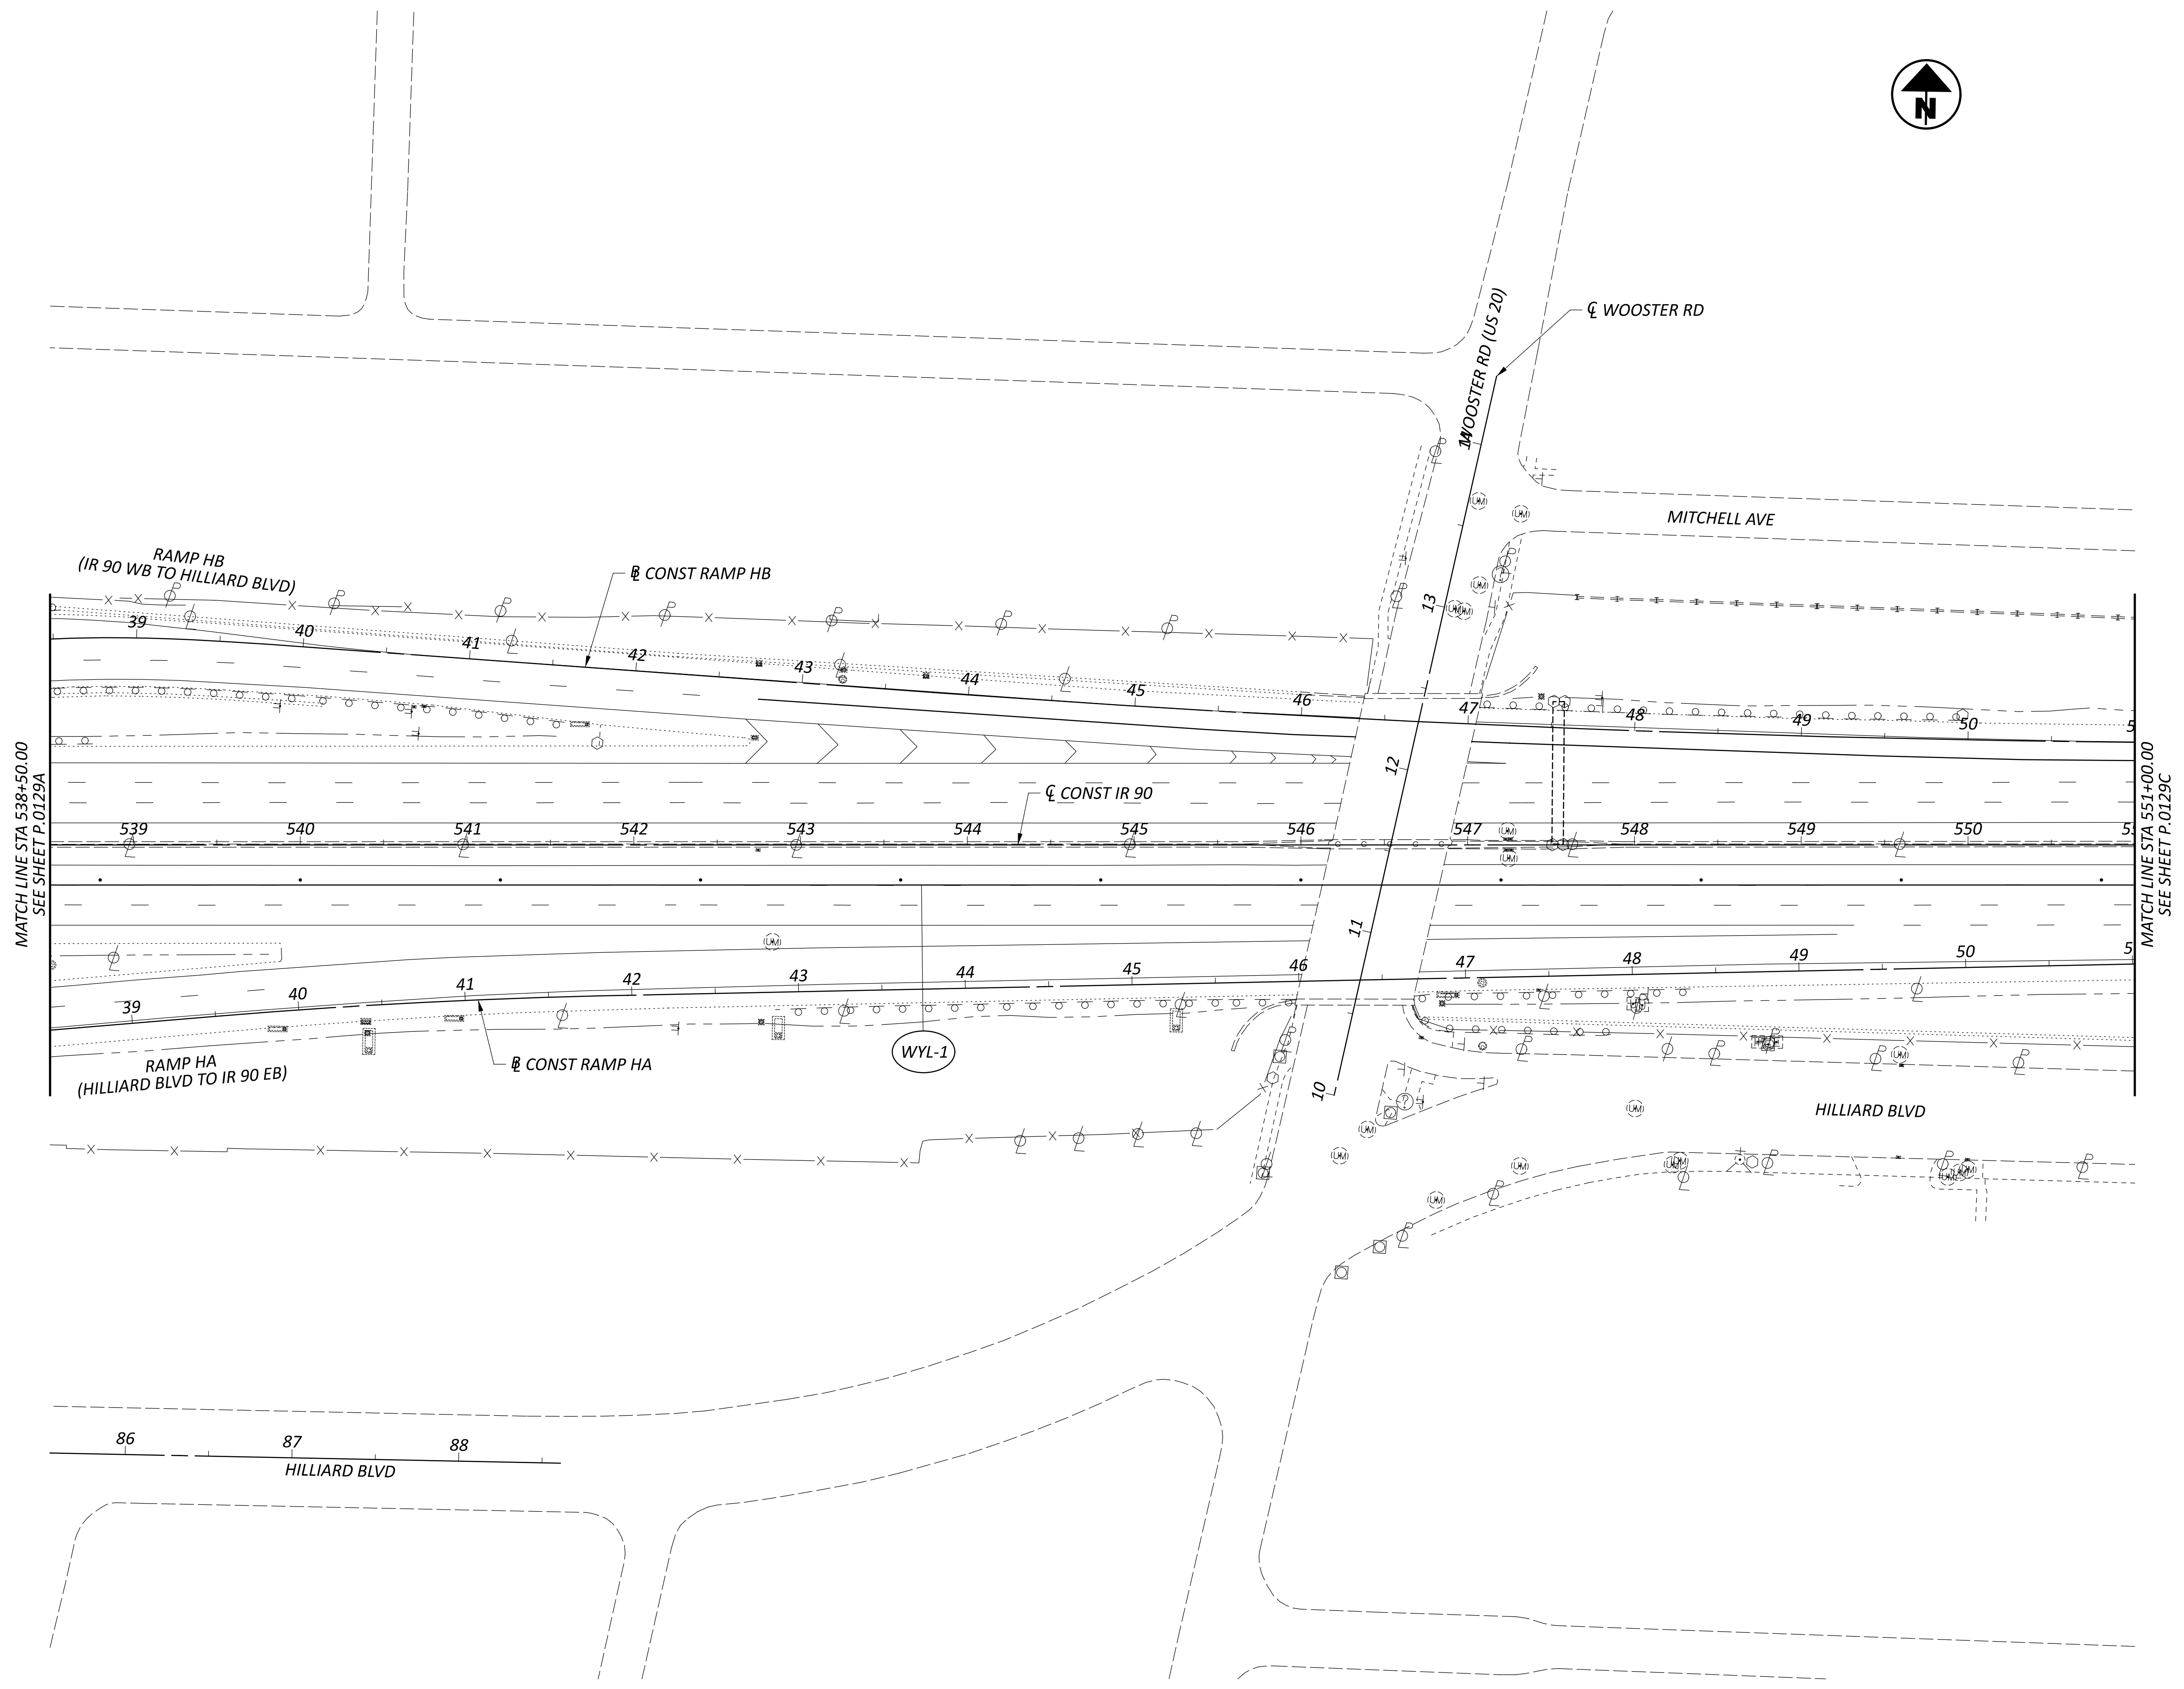 N
WOOSTER RD (US 20)
℄ WOOSTER RD
14
MITCHELL AVE
RAMP HB
(IR 90 WB TO HILLIARD BLVD)
℄ CONST RAMP HB
13
39 40 41 42 43 44 45 46 47 48 49 50 5
12
℄ CONST IR 90
MATCH LINE STA 538+50.00
SEE SHEET P.0129A
MATCH LINE STA 551+00.00
SEE SHEET P.0129C
539 540 541 542 543 544 545 546 547 548 549 550 55
11
39 40 41 42 43 44 45 46 47 48 49 50 5
WYL-1
RAMP HA
(HILLIARD BLVD TO IR 90 EB)
℄ CONST RAMP HA
10
?
HILLIARD BLVD
86 87 88
HILLIARD BLVD